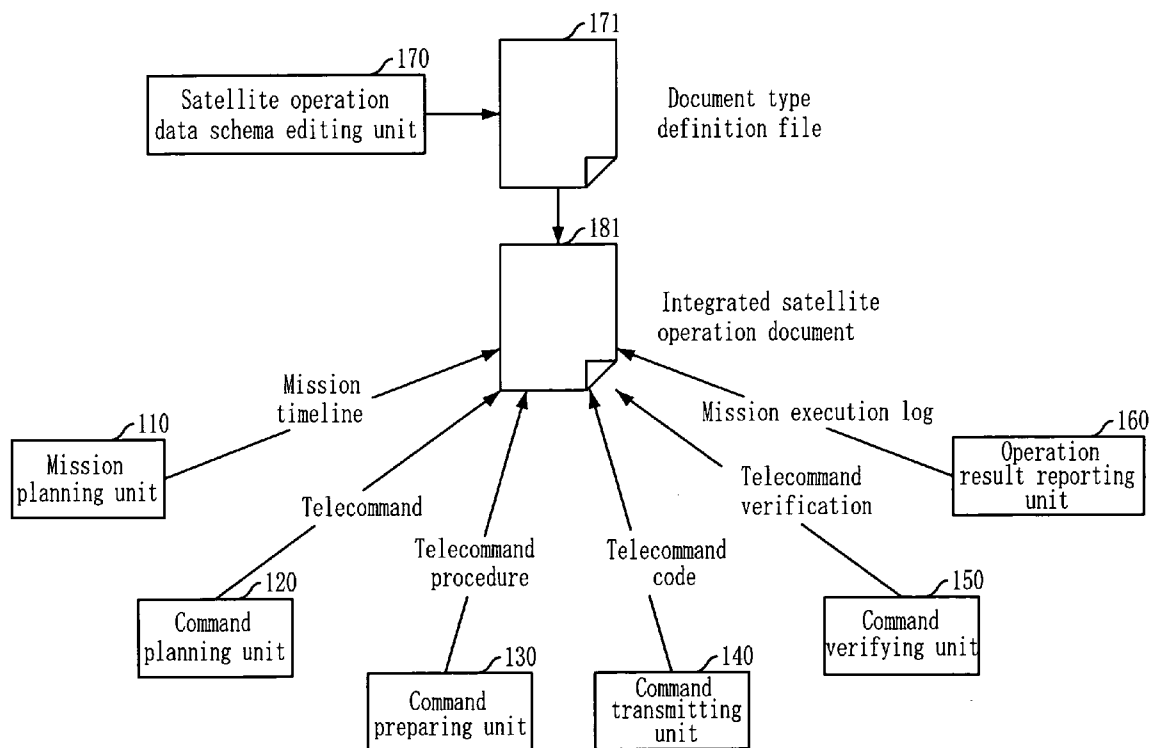 171
170
Satellite operation
data schema editing unit
Document type
definition file
181
Integrated satellite
operation document
Mission
timeline
Mission execution log
110
Mission
planning unit
160
Operation
result reporting
unit
Telecommand
Telecommand
verification
Telecommand
procedure
Telecommand
code
120
Command
planning unit
150
Command
verifying unit
130
Command
preparing unit
140
Command
transmitting
unit